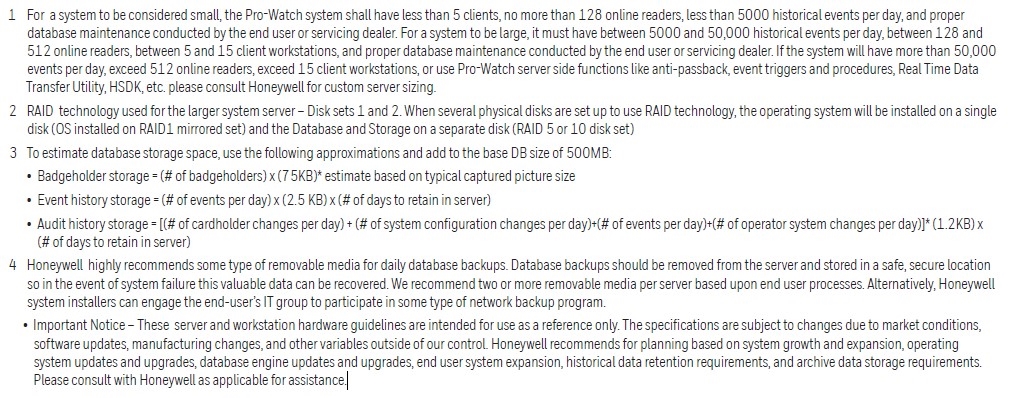 1 For a system to be considered small, the Pro-Watch system shall have less than 5 clients, no more than 128 online readers, less than 5000 historical events per day, and proper
database maintenance conducted by the end user or servicing dealer. For a system to be large, it must have between 5000 and 50,000 historical events per day, between 128 and
512 online readers, between 5 and 15 client workstations, and proper database maintenance conducted by the end user or servicing dealer. If the system will have more than 50,000
events per day, exceed 512 online readers, exceed 15 client workstations, or use Pro-Watch server side functions like anti-passback, event triggers and procedures, Real Time Data
Transfer Utility, HSDK, etc. please consult Honeywell for custom server sizing.
2 RAID technology used for the larger system server – Disk sets 1 and 2. When several physical disks are set up to use RAID technology, the operating system will be installed on a single
disk (OS installed on RAID1 mirrored set) and the Database and Storage on a separate disk (RAID 5 or 10 disk set)
3 To estimate database storage space, use the following approximations and add to the base DB size of 500MB:
• Badgeholder storage = (# of badgeholders) x (75KB)* estimate based on typical captured picture size
• Event history storage = (# of events per day) x (2.5 KB) x (# of days to retain in server)
• Audit history storage = [(# of cardholder changes per day) + (# of system configuration changes per day)+(# of events per day)+(# of operator system changes per day)]* (1.2KB) x
(# of days to retain in server)
4 Honeywell highly recommends some type of removable media for daily database backups. Database backups should be removed from the server and stored in a safe, secure location
so in the event of system failure this valuable data can be recovered. We recommend two or more removable media per server based upon end user processes. Alternatively, Honeywell
system installers can engage the end-user's IT group to participate in some type of network backup program.
• Important Notice – These server and workstation hardware guidelines are intended for use as a reference only. The specifications are subject to changes due to market conditions,
software updates, manufacturing changes, and other variables outside of our control. Honeywell recommends for planning based on system growth and expansion, operating
system updates and upgrades, database engine updates and upgrades, end user system expansion, historical data retention requirements, and archive data storage requirements.
Please consult with Honeywell as applicable for assistance.